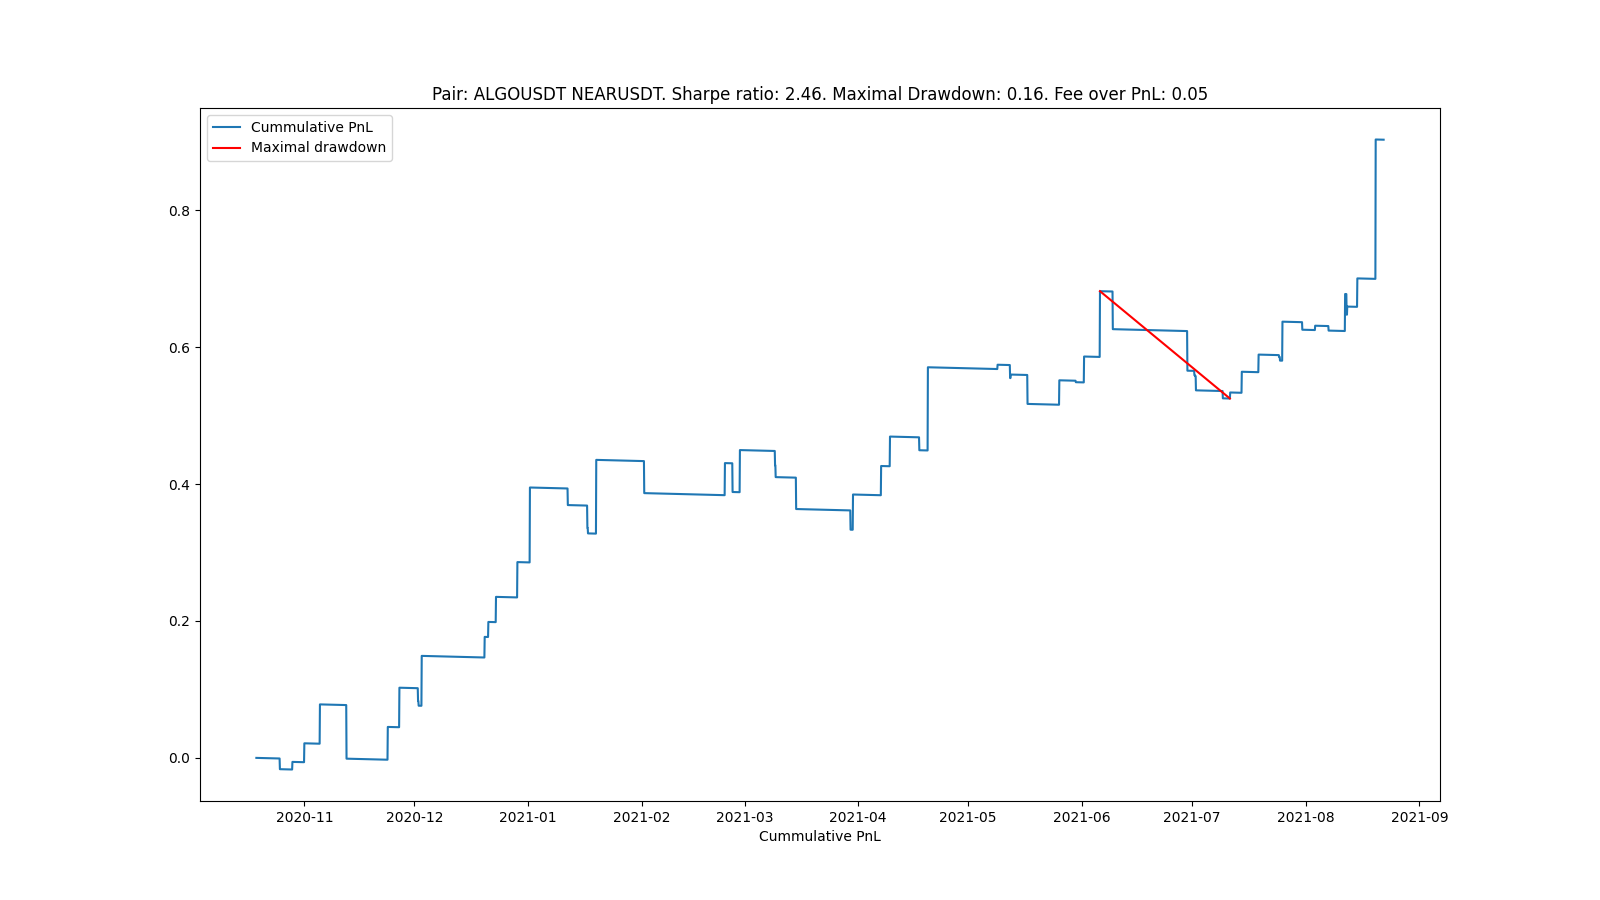 Pair: ALGOUSDT NEARUSDT. Sharpe ratio: 2.46. Maximal Drawdown: 0.16. Fee over PnL: 0.05
Cummulative PnL
Maximal drawdown
0.8
0.6
0.4
0.2
0.0
2020-11 2020-12 2021-01 2021-02 2021-03 2021-04 2021-05 2021-06 2021-07 2021-08 2021-09
Cummulative PnL